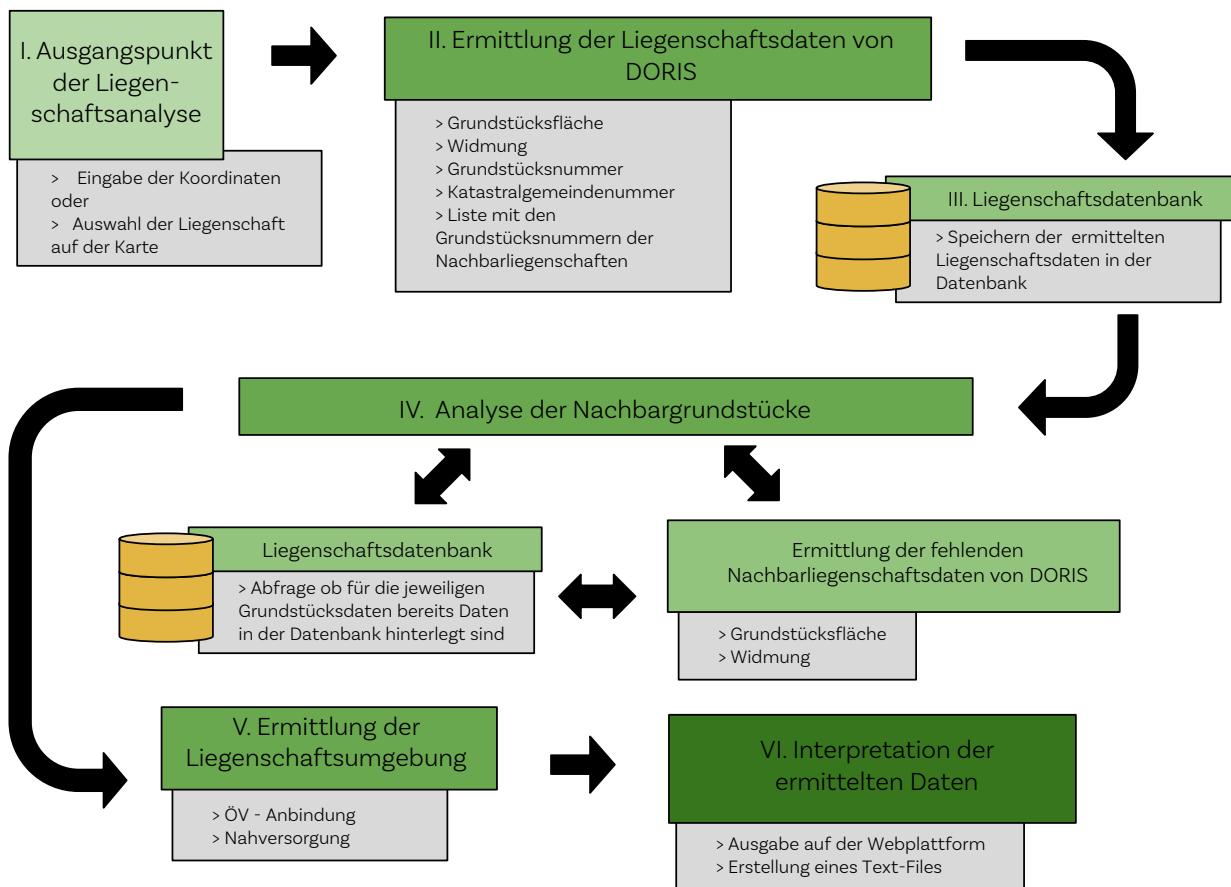 I. Ausgangspunkt
der Liegen-
schaftsanalyse
> Eingabe der Koordinaten
oder
> Auswahl der Liegenschaft
auf der Karte
II. Ermittlung der Liegenschaftsdaten von
DORIS
> Grundstücksfläche
> Widmung
> Grundstücksnummer
> Katastralgemeindenummer
> Liste mit den
Grundstücksnummern der
Nachbarliegenschaften
III. Liegenschaftsdatenbank
> Speichern der ermittelten
Liegenschaftsdaten in der
Datenbank
IV. Analyse der Nachbargrundstücke
Liegenschaftsdatenbank
> Abfrage ob für die jeweiligen
Grundstücksdaten bereits Daten
in der Datenbank hinterlegt sind
Ermittlung der fehlenden
Nachbarliegenschaftsdaten von DORIS
> Grundstücksfläche
> Widmung
V. Ermittlung der
Liegenschaftsumgebung
> ÖV - Anbindung
> Nahversorgung
VI. Interpretation der
ermittelten Daten
> Ausgabe auf der Webplattform
> Erstellung eines Text-Files